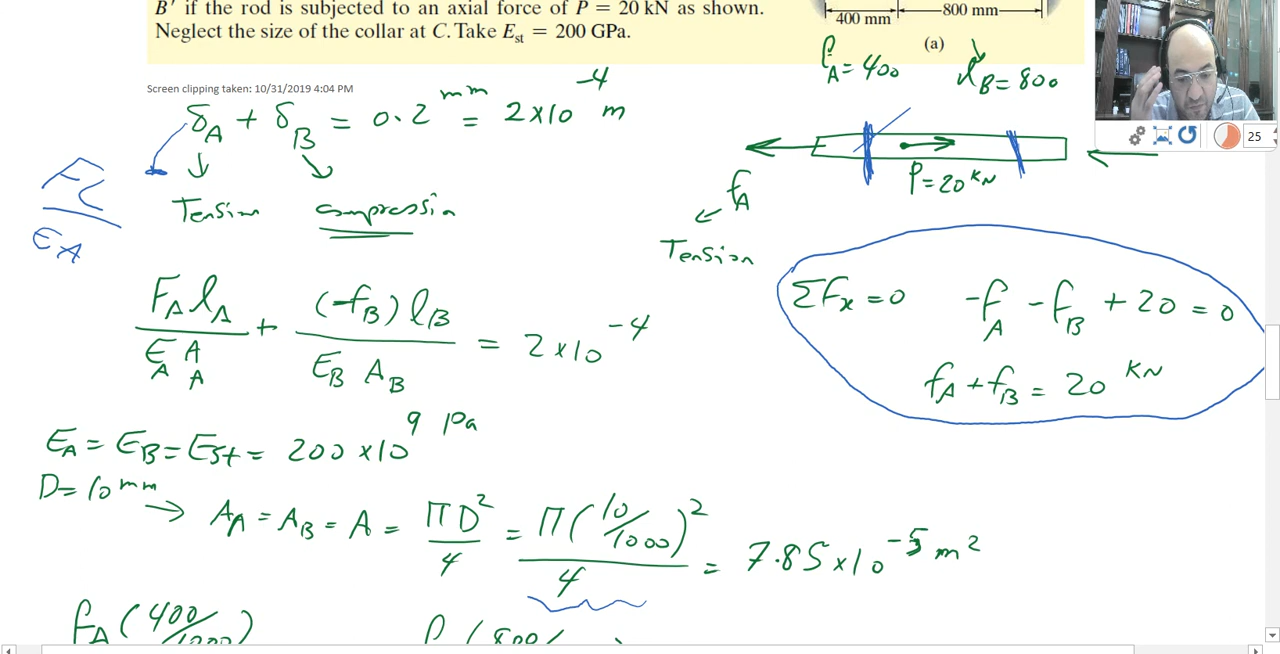 B′ if the rod is subjected to an axial force of P = 20 kN as shown.
Neglect the size of the collar at C. Take E_st = 200 GPa.
400 mm
800 mm
(a)
Screen clipping taken: 10/31/2019 4:04 PM
25
δ_A + δ_B = 0.2 mm = 2×10^-4 m
Tension compression
FL
EA
l_A = 400 l_B = 800
P = 20 KN
f_A
Tension
ΣF_x = 0 -f_A - f_B + 20 = 0
f_A + f_B = 20 KN
F_A l_A / E_A A_A + (-f_B) l_B / E_B A_B = 2×10^-4
E_A = E_B = E_St = 200 ×10^9 Pa
D = 10 mm → A_A = A_B = A = πD^2/4 = π(10/1000)^2/4 = 7.85×10^-5 m^2
f_A (400/1000)